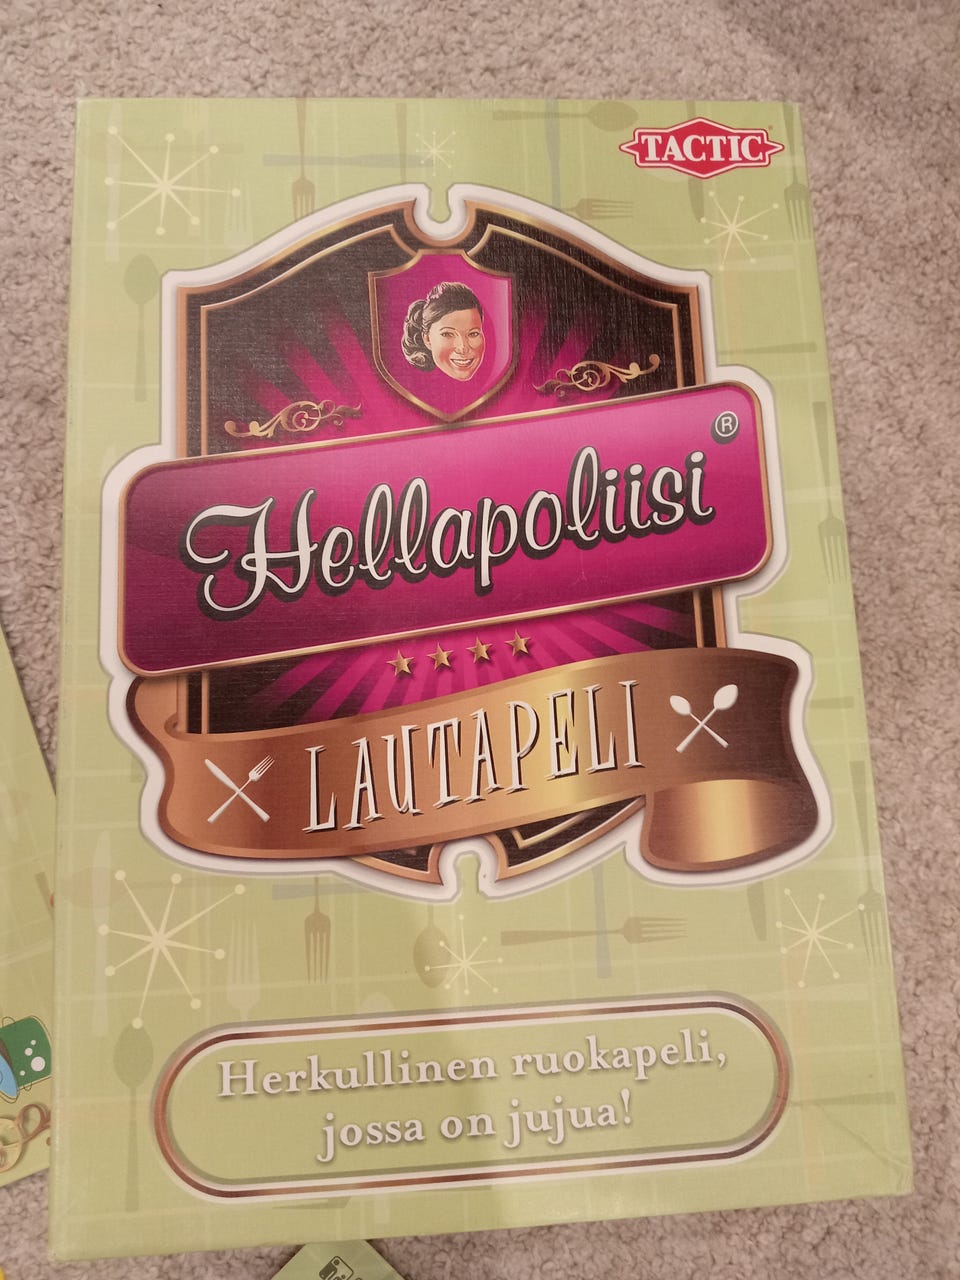 TACTIC
Hellapoliisi®
LAUTAPELI
Herkullinen ruokapeli,
jossa on jujua!